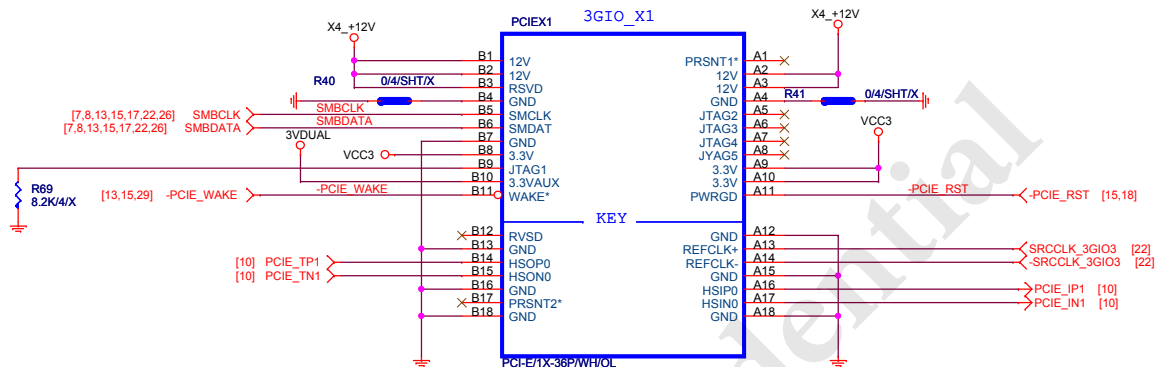 X4_+12V
PCIEX1
3GIO_X1
X4_+12V
B1 12V PRSNT1* A1
B2 12V 12V A2
R40 0/4/SHT/X B3 RSVD 12V A3 R41 0/4/SHT/X
B4 GND GND A4
[7,8,13,15,17,22,26] SMBCLK SMBCLK B5 SMCLK JTAG2 A5
[7,8,13,15,17,22,26] SMBDATA SMBDATA B6 SMDAT JTAG3 A6
3VDUAL B7 GND JTAG4 A7 VCC3
VCC3 B8 3.3V JYAG5 A8
B9 JTAG1 3.3V A9
B10 3.3VAUX 3.3V A10
R69
8.2K/4/X
[13,15,29] -PCIE_WAKE -PCIE_WAKE B11 WAKE* PWRGD A11 -PCIE_RST -PCIE_RST [15,18]
KEY
B12 RVSD GND A12
B13 GND REFCLK+ A13 SRCCLK_3GIO3 [22]
[10] PCIE_TP1 B14 HSOP0 REFCLK- A14 -SRCCLK_3GIO3 [22]
[10] PCIE_TN1 B15 HSON0 GND A15
B16 GND HSIP0 A16 PCIE_IP1 [10]
B17 PRSNT2* HSIN0 A17 PCIE_IN1 [10]
B18 GND GND A18
PCI-E/1X-36P/WH/OL